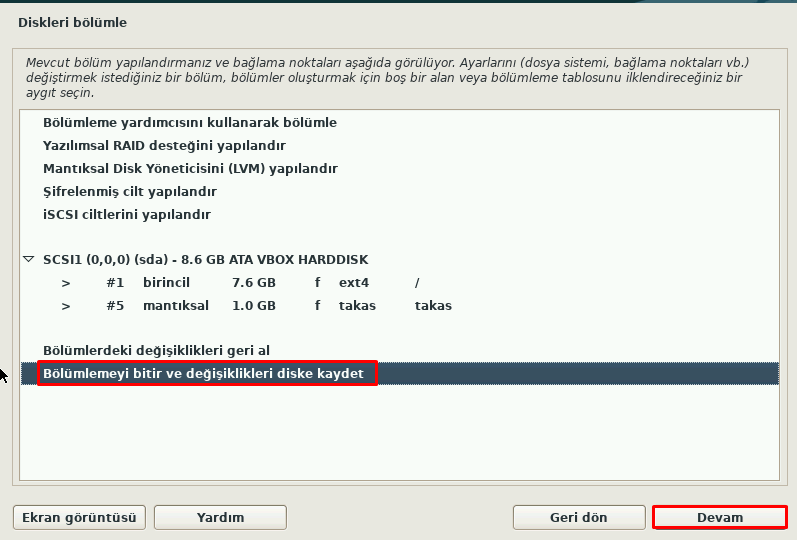 Diskleri bölümle
Mevcut bölüm yapılandırmanız ve bağlama noktaları aşağıda görülüyor. Ayarlarını (dosya sistemi, bağlama noktaları vb.)
değiştirmek istediğiniz bir bölüm, bölümler oluşturmak için boş bir alan veya bölümleme tablosunu ilklendireceğiniz bir
aygıt seçin.
Bölümleme yardımcısını kullanarak bölümle
Yazılımsal RAID desteğini yapılandır
Mantıksal Disk Yöneticisini (LVM) yapılandır
Şifrelenmiş cilt yapılandır
iSCSI ciltlerini yapılandır
SCSI1 (0,0,0) (sda) - 8.6 GB ATA VBOX HARDDISK
> #1 birincil 7.6 GB f ext4 /
> #5 mantıksal 1.0 GB f takas takas
Bölümlerdeki değişiklikleri geri al
Bölümlemeyi bitir ve değişiklikleri diske kaydet
Ekran görüntüsü Yardım Geri dön Devam